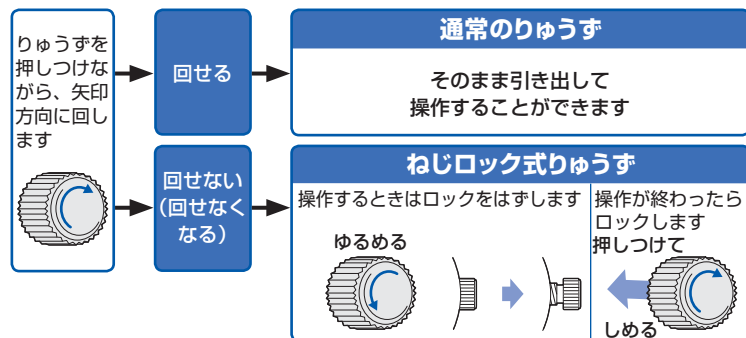 りゅうずを
押しつけな
がら、矢印
方向に回し
ます
回せる
通常のりゅうず
そのまま引き出して
操作することができます
回せない
(回せなく
なる)
ねじロック式りゅうず
操作するときはロックをはずします
ゆるめる
操作が終わったら
ロックします
押しつけて
しめる